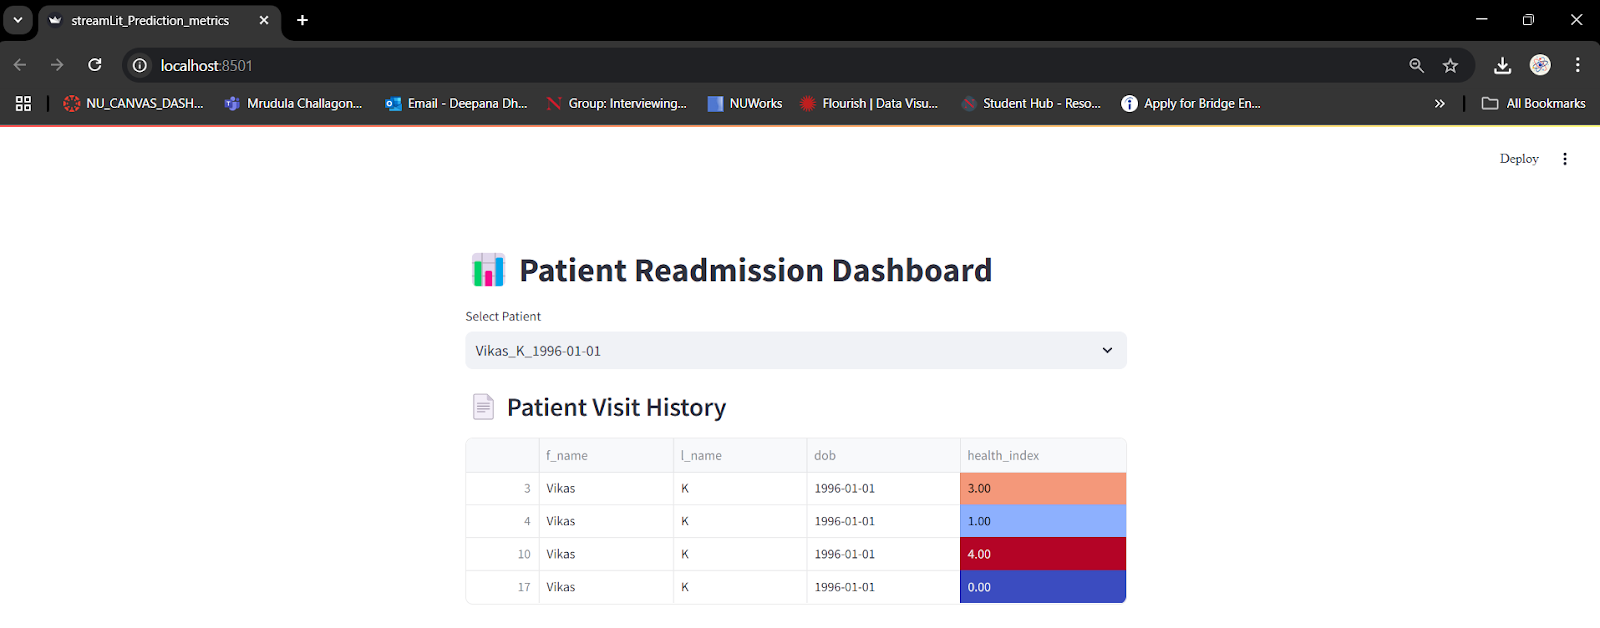 streamLit_Prediction_metrics
localhost:8501
NU_CANVAS_DASH... Mrudula Challagon... Email - Deepana Dh... Group: Interviewing... NUWorks Flourish | Data Visu... Student Hub - Reso... Apply for Bridge En... All Bookmarks
Deploy
Patient Readmission Dashboard
Select Patient
Vikas_K_1996-01-01
Patient Visit History
f_name l_name dob health_index
3 Vikas K 1996-01-01 3.00
4 Vikas K 1996-01-01 1.00
10 Vikas K 1996-01-01 4.00
17 Vikas K 1996-01-01 0.00